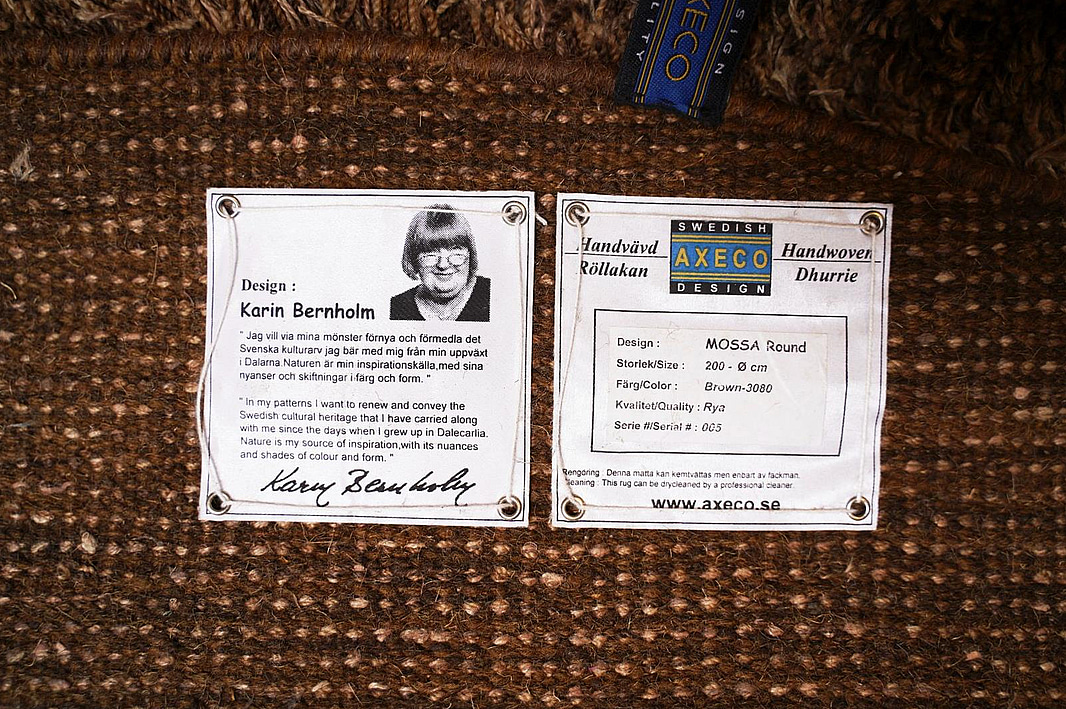 AXECO
DESIGN
QUALITY
Design :
Karin Bernholm
" Jag vill via mina mönster förnya och förmedla det
Svenska kulturarv jag bär med mig från min uppväxt
i Dalarna.Naturen är min inspirationskälla,med sina
nyanser och skiftningar i färg och form. "
" In my patterns I want to renew and convey the
Swedish cultural heritage that I have carried along
with me since the days when I grew up in Dalecarlia.
Nature is my source of inspiration,with its nuances
and shades of colour and form. "
Karin Bernholm
Handvävd
Röllakan
SWEDISH
AXECO
DESIGN
Handwoven
Dhurrie
Design : MOSSA Round
Storlek/Size : 200 - Ø cm
Färg/Color : Brown-3080
Kvalitet/Quality : Rya
Serie #/Serial # : 005
Rengöring : Denna matta kan kemtvättas men enbart av fackman.
Cleaning : This rug can be drycleaned by a professional cleaner.
www.axeco.se